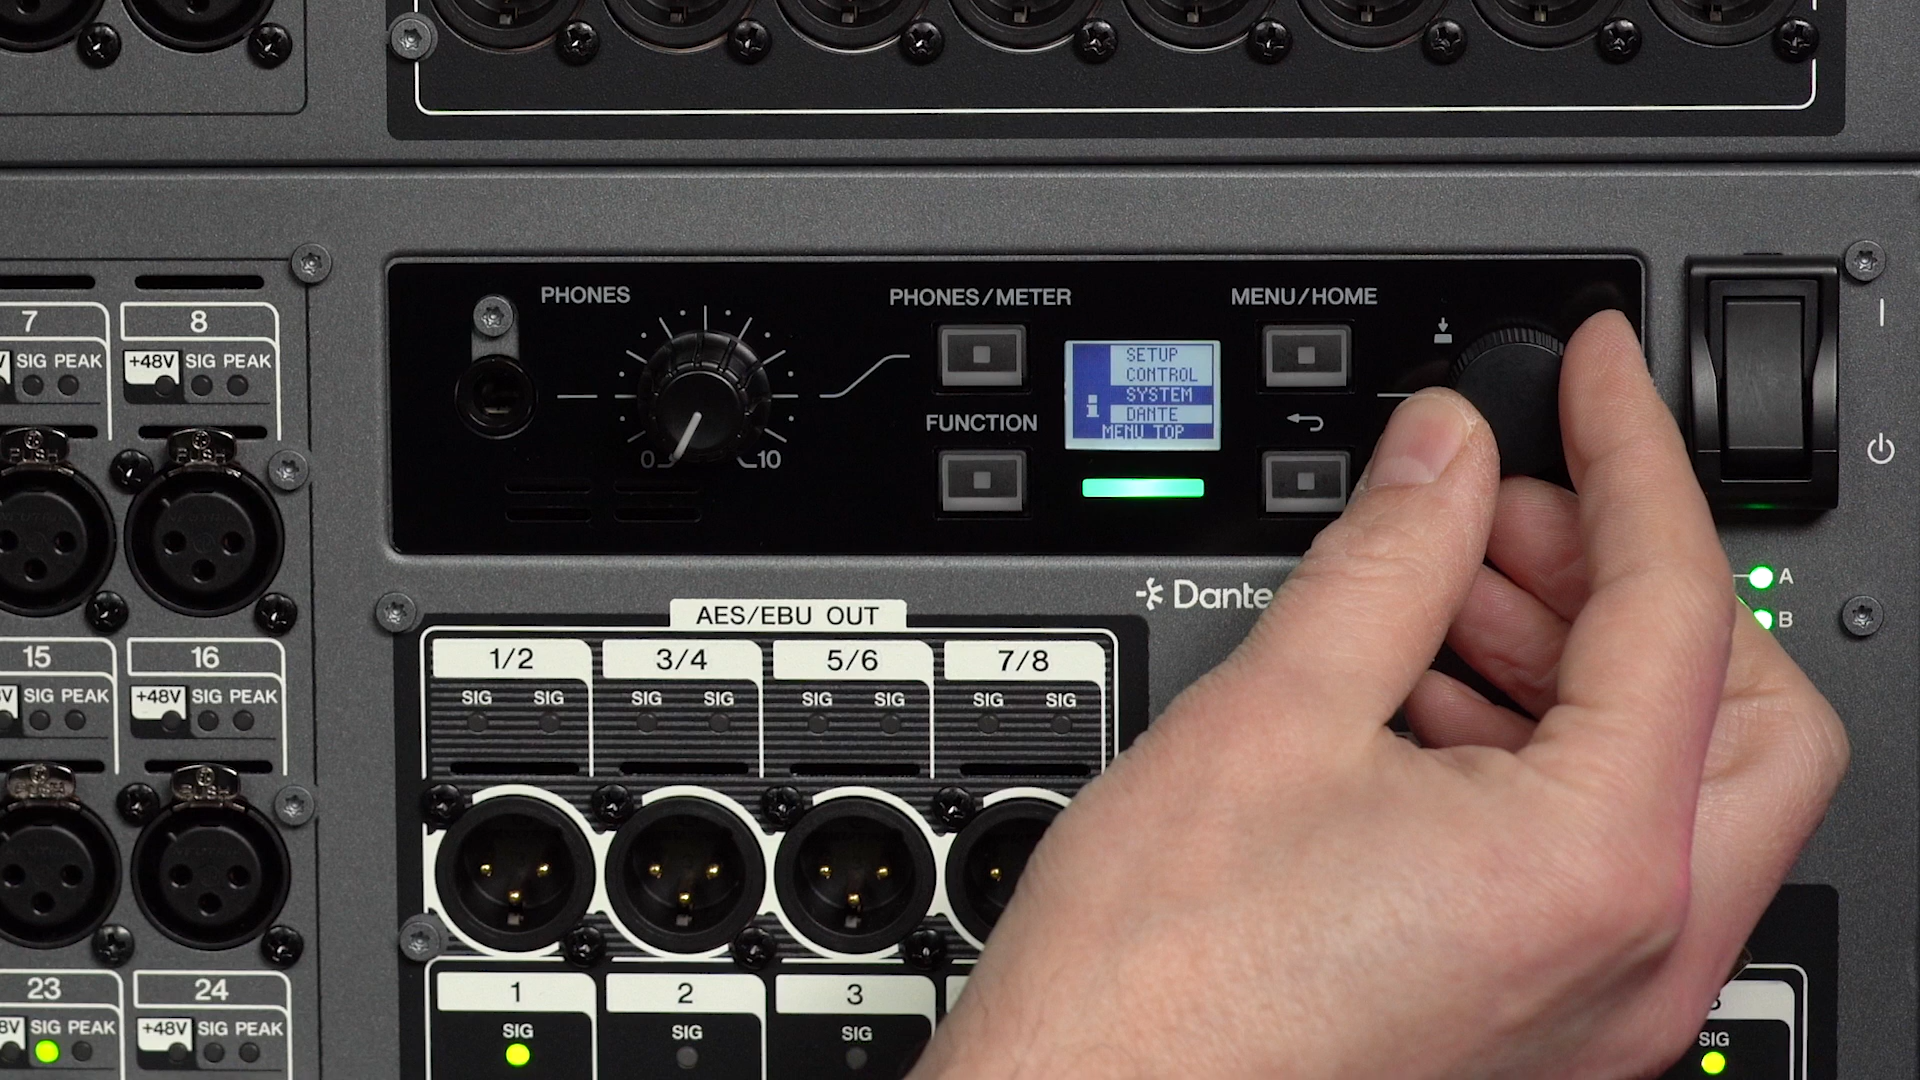 PHONES
0
10
PHONES/METER
FUNCTION
SETUP
CONTROL
SYSTEM
DANTE
MENU TOP
MENU/HOME
Dante
A
B
7
SIG PEAK
8
+48V SIG PEAK
15
SIG PEAK
16
+48V SIG PEAK
23
SIG PEAK
24
+48V SIG PEAK
AES/EBU OUT
1/2 3/4 5/6 7/8
SIG SIG SIG SIG SIG SIG SIG SIG
1 2 3
SIG SIG SIG SIG